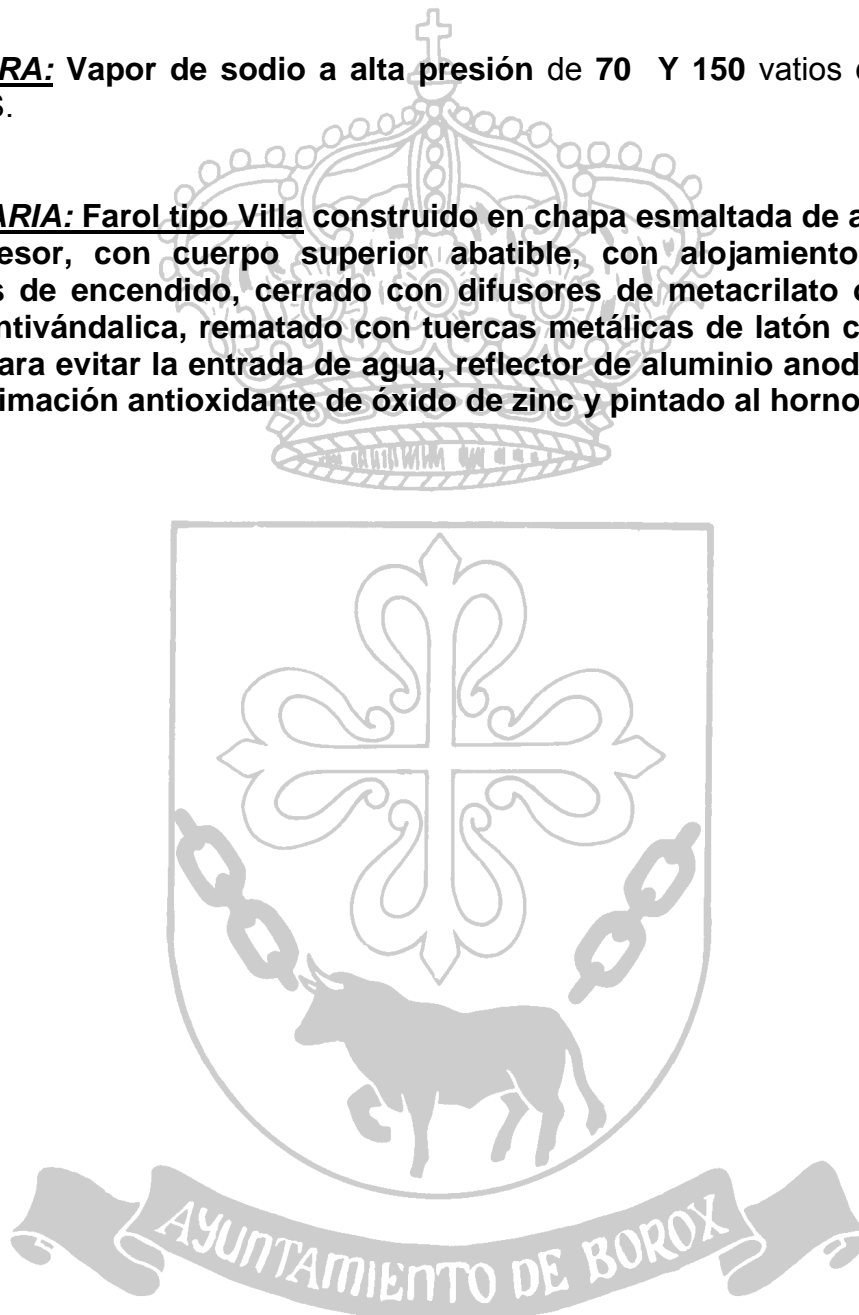 RA: Vapor de sodio a alta presión de 70 Y 150 vatios
S.
ARIA: Farol tipo Villa construido en chapa esmaltada de
esor, con cuerpo superior abatible, con alojamiento
s de encendido, cerrado con difusores de metacrilato
ntivándalica, rematado con tuercas metálicas de latón
ara evitar la entrada de agua, reflector de aluminio anod
imación antioxidante de óxido de zinc y pintado al horno
AYUNTAMIENTO DE BOROX